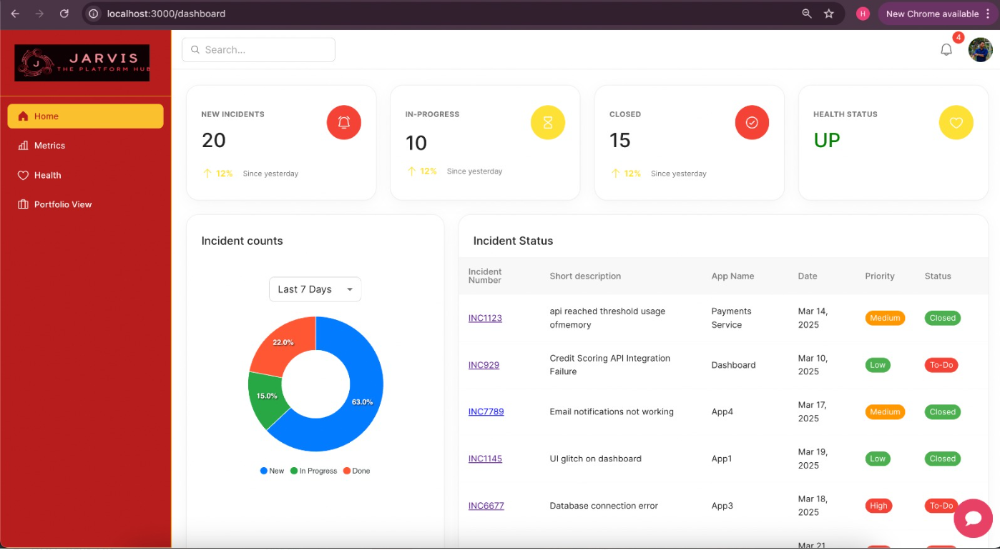 localhost:3000/dashboard
H
New Chrome available
J
JARVIS
THE PLATFORM HUB
Search...
4
Home
Metrics
Health
Portfolio View
NEW INCIDENTS
20
12% Since yesterday
IN-PROGRESS
10
12% Since yesterday
CLOSED
15
12% Since yesterday
HEALTH STATUS
UP
Incident counts
Last 7 Days
22.0%
15.0%
63.0%
New In Progress Done
Incident Status
Incident
Number
Short description
App Name
Date
Priority
Status
INC1123
api reached threshold usage
ofmemory
Payments
Service
Mar 14,
2025
Medium
Closed
INC929
Credit Scoring API Integration
Failure
Dashboard
Mar 10,
2025
Low
To-Do
INC7789
Email notifications not working
App4
Mar 17,
2025
Medium
Closed
INC1145
UI glitch on dashboard
App1
Mar 19,
2025
Low
Closed
INC6677
Database connection error
App3
Mar 18,
2025
High
To-Do
Mar 21